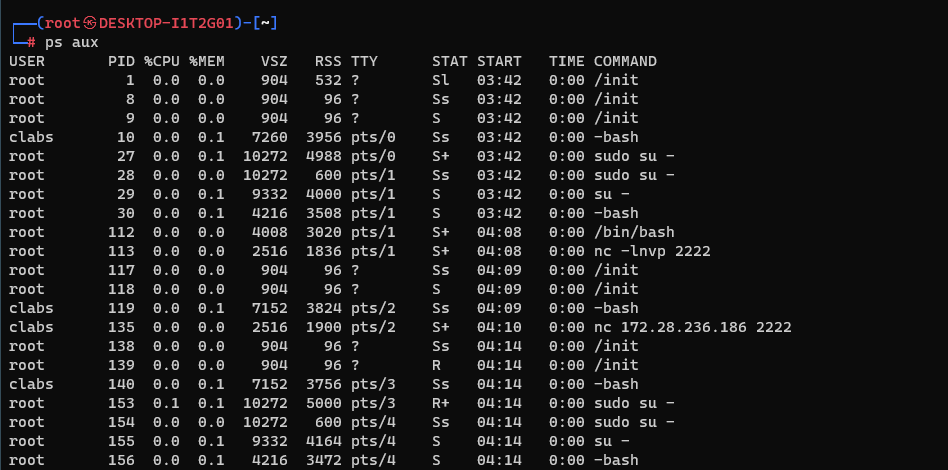 ┌──(root㉿DESKTOP-I1T2G01)-[~]
└─# ps aux
USER       PID %CPU %MEM    VSZ   RSS TTY      STAT START   TIME COMMAND
root         1  0.0  0.0    904   532 ?        Sl   03:42   0:00 /init
root         8  0.0  0.0    904    96 ?        Ss   03:42   0:00 /init
root         9  0.0  0.0    904    96 ?        S    03:42   0:00 /init
clabs       10  0.0  0.1   7260  3956 pts/0    Ss   03:42   0:00 -bash
root        27  0.0  0.1  10272  4988 pts/0    S+   03:42   0:00 sudo su -
root        28  0.0  0.0  10272   600 pts/1    Ss   03:42   0:00 sudo su -
root        29  0.0  0.1   9332  4000 pts/1    S    03:42   0:00 su -
root        30  0.0  0.1   4216  3508 pts/1    S    03:42   0:00 -bash
root       112  0.0  0.0   4008  3020 pts/1    S+   04:08   0:00 /bin/bash
root       113  0.0  0.0   2516  1836 pts/1    S+   04:08   0:00 nc -lnvp 2222
root       117  0.0  0.0    904    96 ?        Ss   04:09   0:00 /init
root       118  0.0  0.0    904    96 ?        S    04:09   0:00 /init
clabs      119  0.0  0.1   7152  3824 pts/2    Ss   04:09   0:00 -bash
clabs      135  0.0  0.0   2516  1900 pts/2    S+   04:10   0:00 nc 172.28.236.186 2222
root       138  0.0  0.0    904    96 ?        Ss   04:14   0:00 /init
root       139  0.0  0.0    904    96 ?        R    04:14   0:00 /init
clabs      140  0.0  0.1   7152  3756 pts/3    Ss   04:14   0:00 -bash
root       153  0.1  0.1  10272  5000 pts/3    R+   04:14   0:00 sudo su -
root       154  0.0  0.0  10272   600 pts/4    Ss   04:14   0:00 sudo su -
root       155  0.0  0.1   9332  4164 pts/4    S    04:14   0:00 su -
root       156  0.0  0.1   4216  3472 pts/4    S    04:14   0:00 -bash